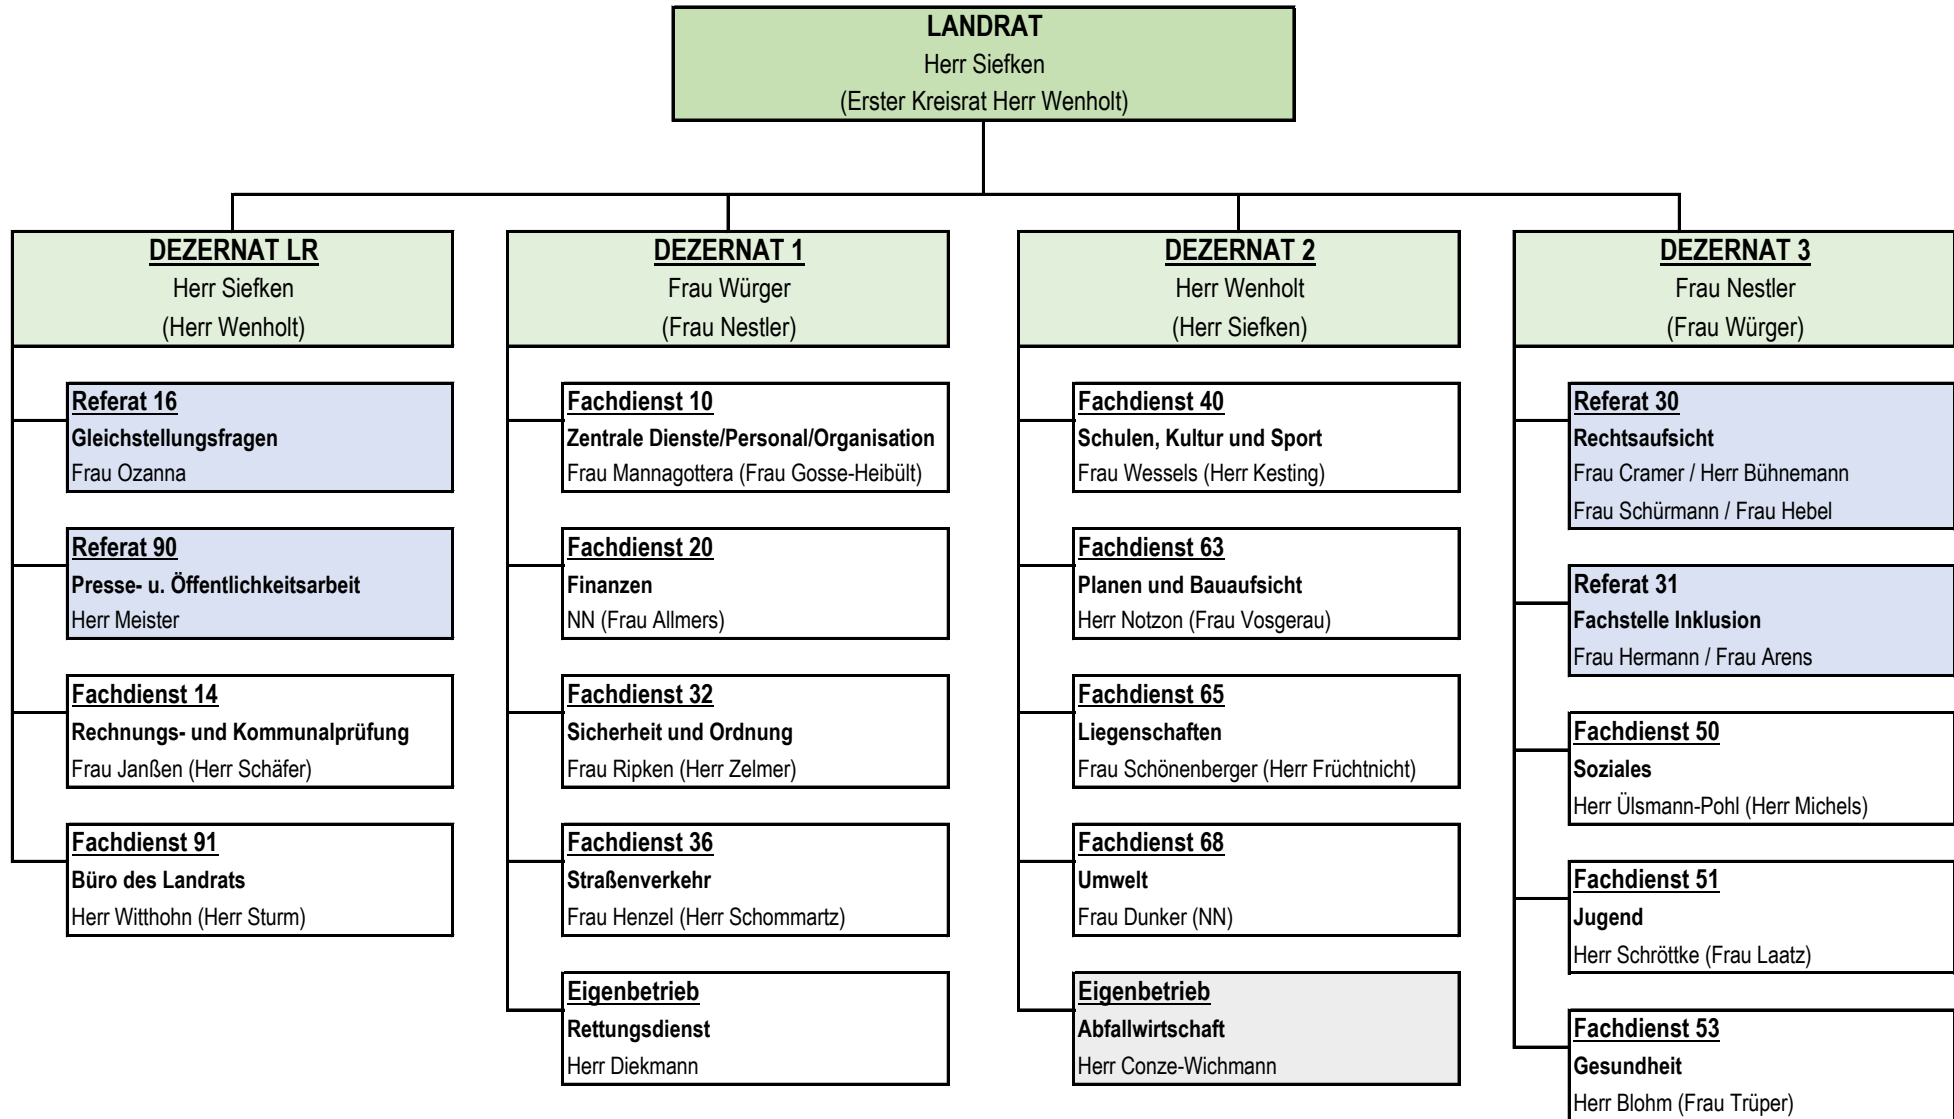 LANDRAT
Herr Siefken
(Erster Kreisrat Herr Wenholt)
DEZERNAT LR
Herr Siefken
(Herr Wenholt)
Referat 16
Gleichstellungsfragen
Frau Ozanna
Referat 90
Presse- u. Öffentlichkeitsarbeit
Herr Meister
Fachdienst 14
Rechnungs- und Kommunalprüfung
Frau Janßen (Herr Schäfer)
Fachdienst 91
Büro des Landrats
Herr Witthohn (Herr Sturm)
DEZERNAT 1
Frau Würger
(Frau Nestler)
Fachdienst 10
Zentrale Dienste/Personal/Organisation
Frau Mannagottera (Frau Gosse-Heibült)
Fachdienst 20
Finanzen
NN (Frau Allmers)
Fachdienst 32
Sicherheit und Ordnung
Frau Ripken (Herr Zelmer)
Fachdienst 36
Straßenverkehr
Frau Henzel (Herr Schommartz)
Eigenbetrieb
Rettungsdienst
Herr Diekmann
DEZERNAT 2
Herr Wenholt
(Herr Siefken)
Fachdienst 40
Schulen, Kultur und Sport
Frau Wessels (Herr Kesting)
Fachdienst 63
Planen und Bauaufsicht
Herr Notzon (Frau Vosgerau)
Fachdienst 65
Liegenschaften
Frau Schönenberger (Herr Früchtnicht)
Fachdienst 68
Umwelt
Frau Dunker (NN)
Eigenbetrieb
Abfallwirtschaft
Herr Conze-Wichmann
DEZERNAT 3
Frau Nestler
(Frau Würger)
Referat 30
Rechtsaufsicht
Frau Cramer / Herr Bühnemann
Frau Schürmann / Frau Hebel
Referat 31
Fachstelle Inklusion
Frau Hermann / Frau Arens
Fachdienst 50
Soziales
Herr Ülsmann-Pohl (Herr Michels)
Fachdienst 51
Jugend
Herr Schröttke (Frau Laatz)
Fachdienst 53
Gesundheit
Herr Blohm (Frau Trüper)